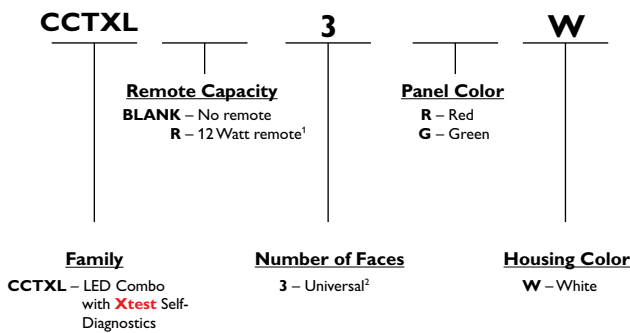 CCTXL 3 W
Remote Capacity
BLANK – No remote
R – 12 Watt remote¹
Panel Color
R – Red
G – Green
Family
CCTXL – LED Combo
with Xtest Self-
Diagnostics
Number of Faces
3 – Universal²
Housing Color
W – White